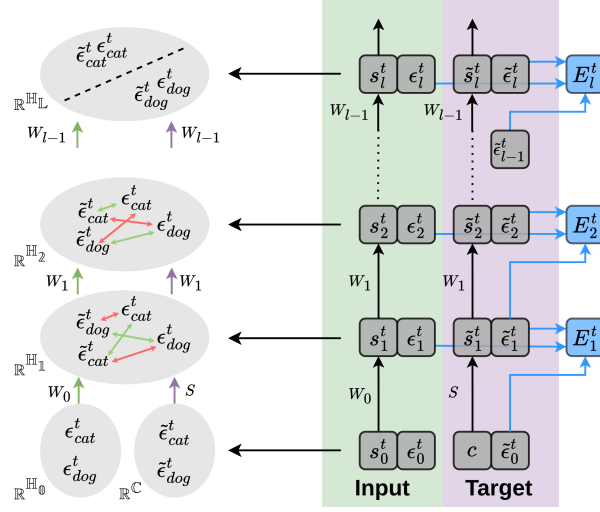 ϵ̃ᵗ_cat ϵᵗ_cat
ϵ̃ᵗ_dog ϵᵗ_dog
ℝ^ℍ_L
W_{l−1} W_{l−1}
ϵᵗ_cat
ϵ̃ᵗ_cat
ϵᵗ_dog
ϵ̃ᵗ_dog
ℝ^ℍ_2
W_1 W_1
ϵᵗ_cat
ϵ̃ᵗ_dog
ϵᵗ_dog
ϵ̃ᵗ_cat
ℝ^ℍ_1
W_0 S
ϵᵗ_cat ϵ̃ᵗ_cat
ϵᵗ_dog ϵ̃ᵗ_dog
ℝ^ℍ_0 ℝ^ℂ
sᵗ_l ϵᵗ_l s̃ᵗ_l ϵ̃ᵗ_l Eᵗ_l
W_{l−1} W_{l−1}
ϵ̃ᵗ_{l−1}
sᵗ_2 ϵᵗ_2 s̃ᵗ_2 ϵ̃ᵗ_2 Eᵗ_2
W_1 W_1
sᵗ_1 ϵᵗ_1 s̃ᵗ_1 ϵ̃ᵗ_1 Eᵗ_1
W_0 S
sᵗ_0 ϵᵗ_0 c ϵ̃ᵗ_0
Input Target